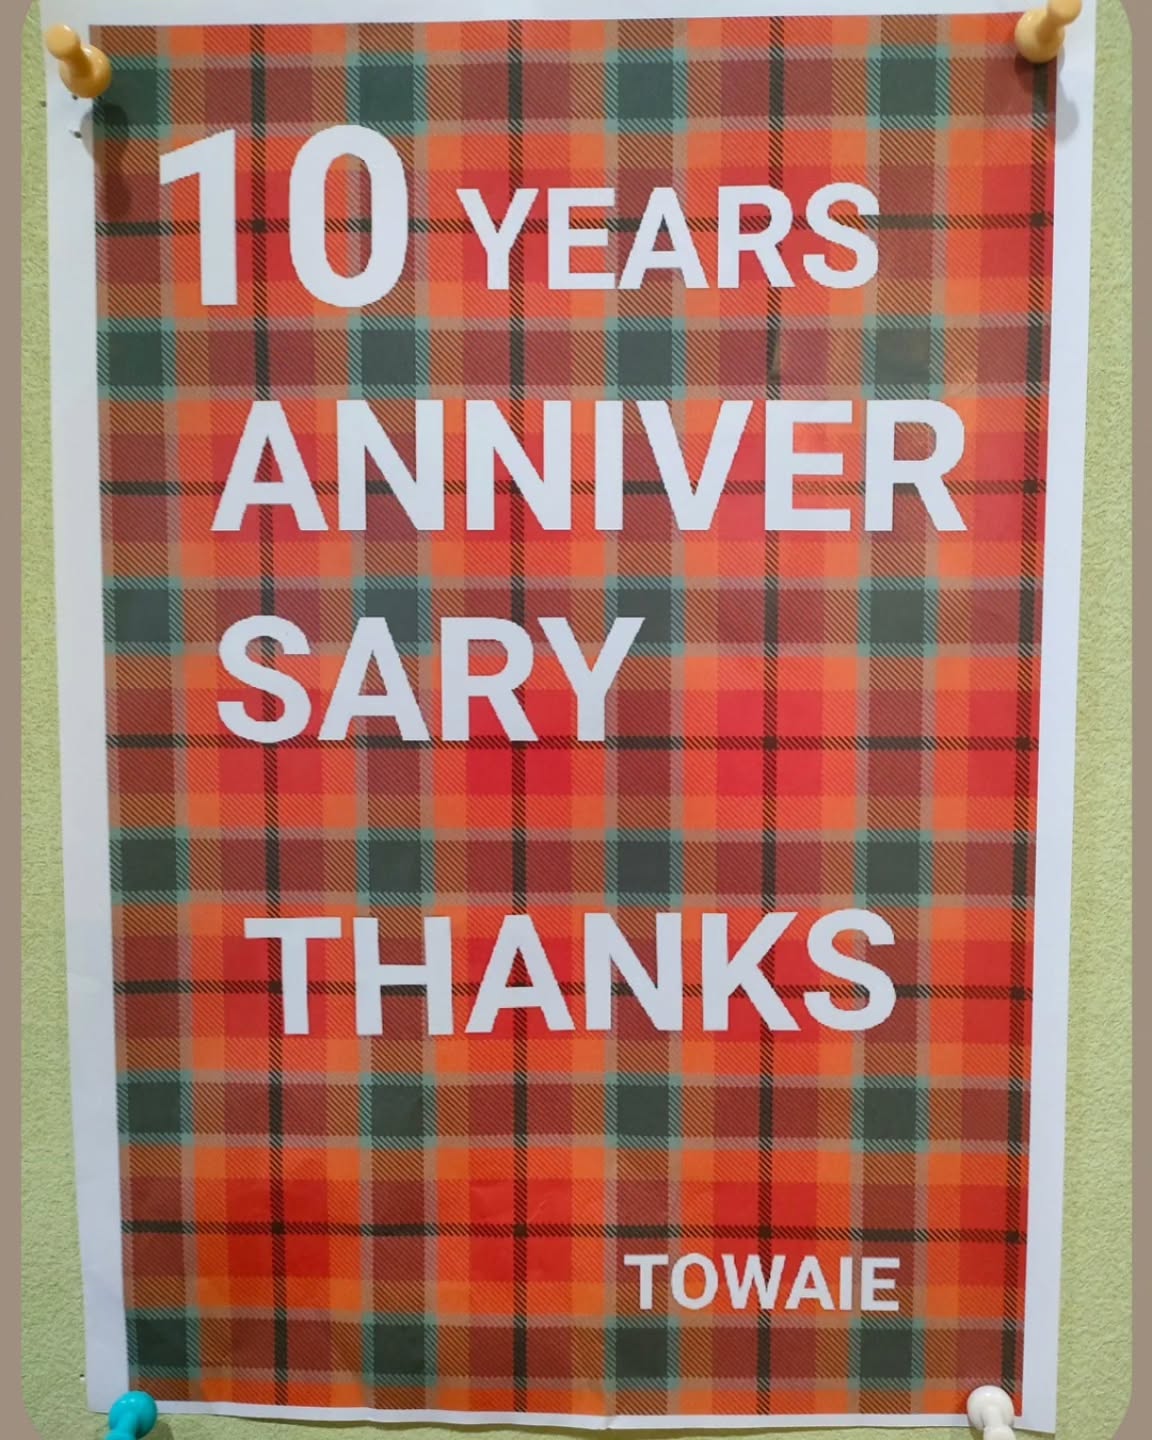 10 YEARS
ANNIVER
SARY
THANKS
TOWAIE